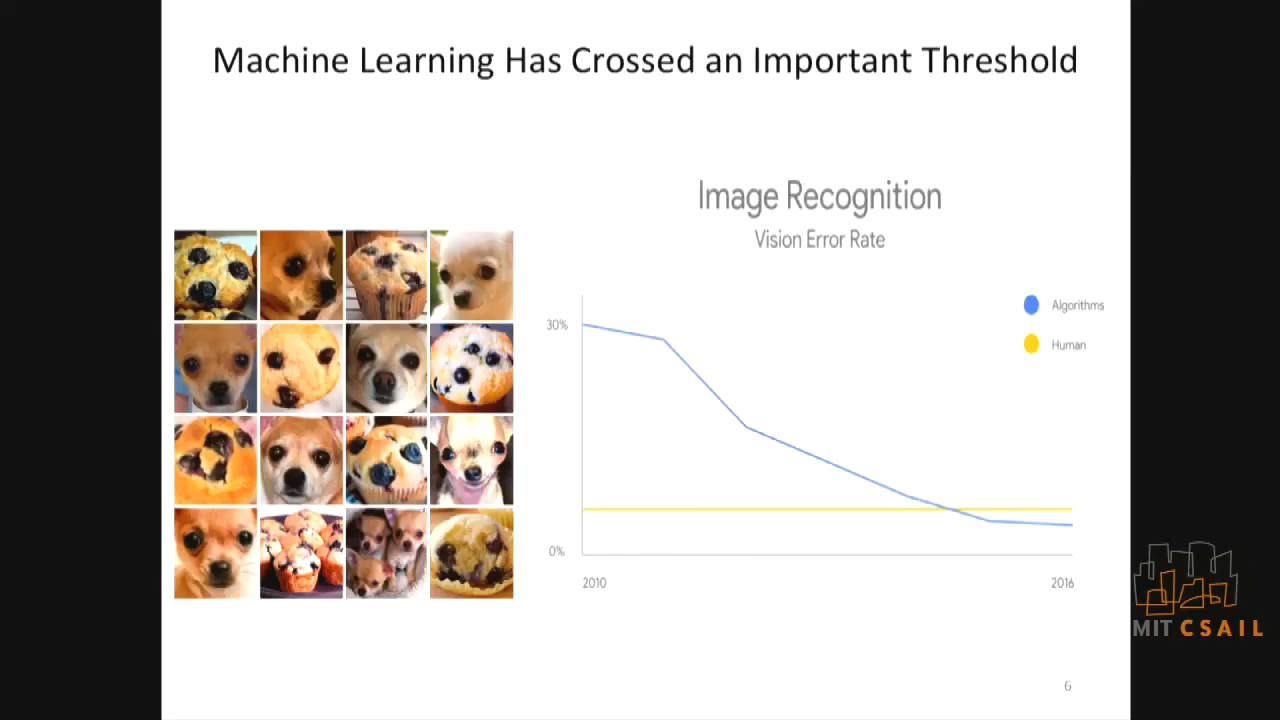 Machine Learning Has Crossed an Important Threshold
Image Recognition
Vision Error Rate
Algorithms
Human
30%
0%
2010
2016
MIT CSAIL
6